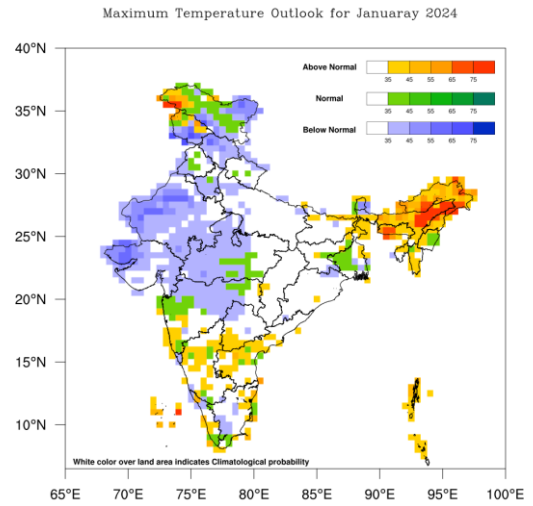 Maximum Temperature Outlook for Januaray 2024
40°N
35°N
30°N
25°N
20°N
15°N
10°N
Above Normal
35 45 55 65 75
Normal
35 45 55 65 75
Below Normal
35 45 55 65 75
White color over land area indicates Climatological probability
65°E 70°E 75°E 80°E 85°E 90°E 95°E 100°E